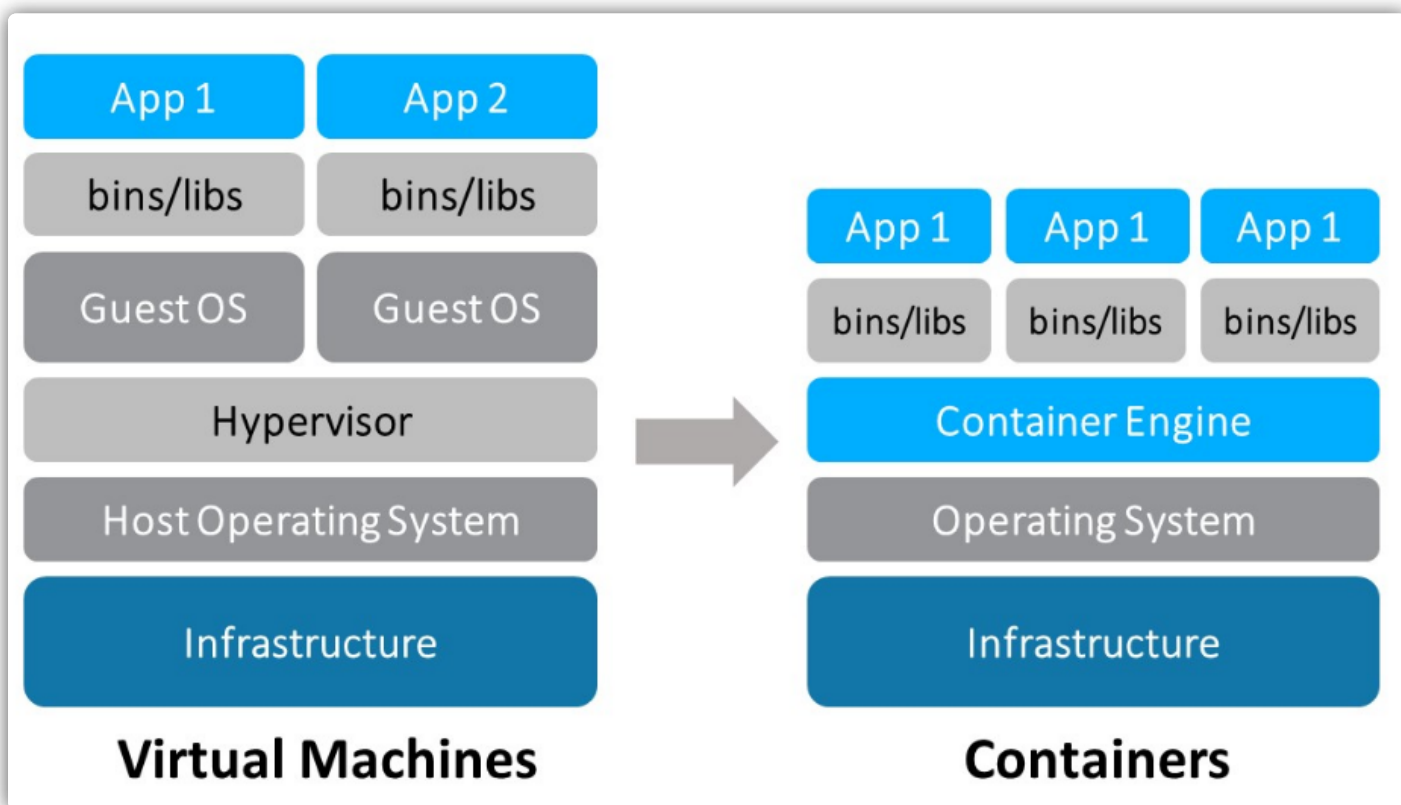 App 1
App 2
bins/libs
bins/libs
Guest OS
Guest OS
Hypervisor
Host Operating System
Infrastructure
Virtual Machines
App 1
App 1
App 1
bins/libs
bins/libs
bins/libs
Container Engine
Operating System
Infrastructure
Containers